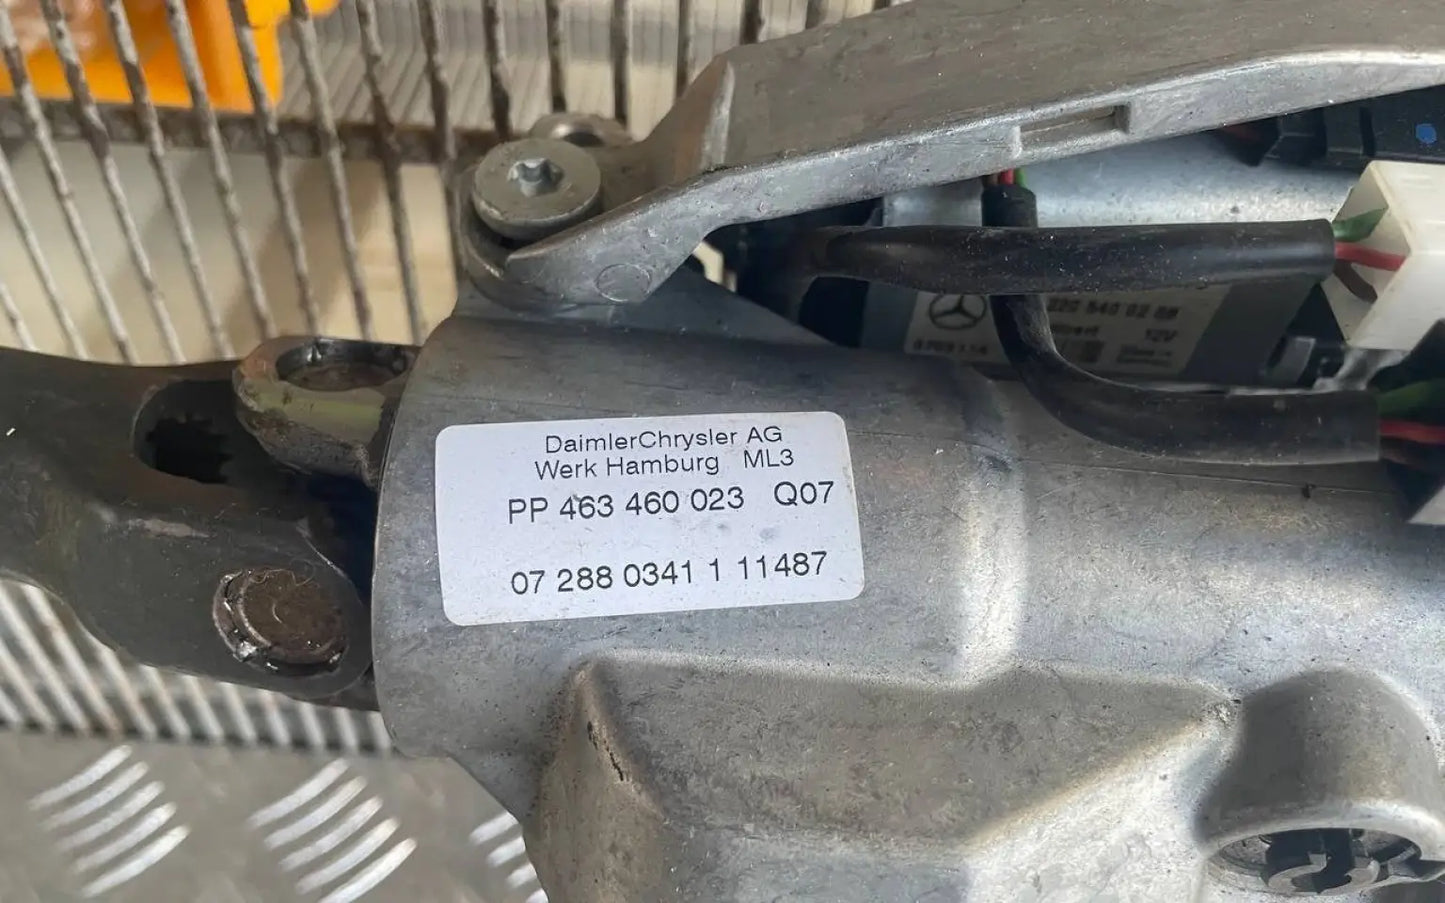 DaimlerChrysler AG
Werk Hamburg ML3
PP 463 460 023 Q07
07 288 0341 1 11487
12V